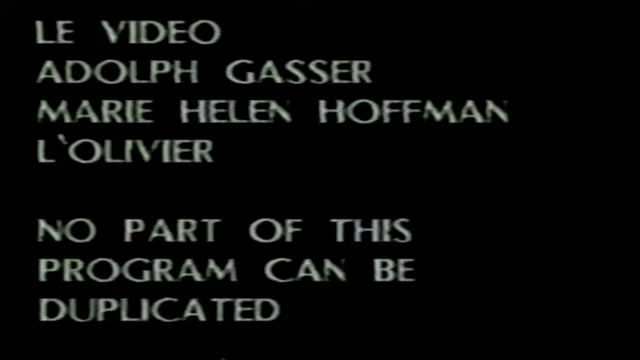 LE VIDEO
ADOLPH GASSER
MARIE HELEN HOFFMAN
L`OLIVIER
NO PART OF THIS
PROGRAM CAN BE
DUPLICATED